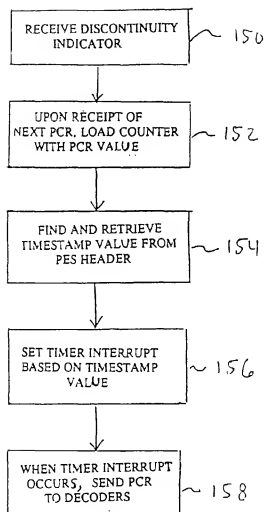 RECEIVE DISCONTINUITY
INDICATOR
150
UPON RECEIPT OF
NEXT PCR, LOAD COUNTER
WITH PCR VALUE
152
FIND AND RETRIEVE
TIMESTAMP VALUE FROM
PES HEADER
154
SET TIMER INTERRUPT
BASED ON TIMESTAMP
VALUE
156
WHEN TIMER INTERRUPT
OCCURS, SEND PCR
TO DECODERS
158